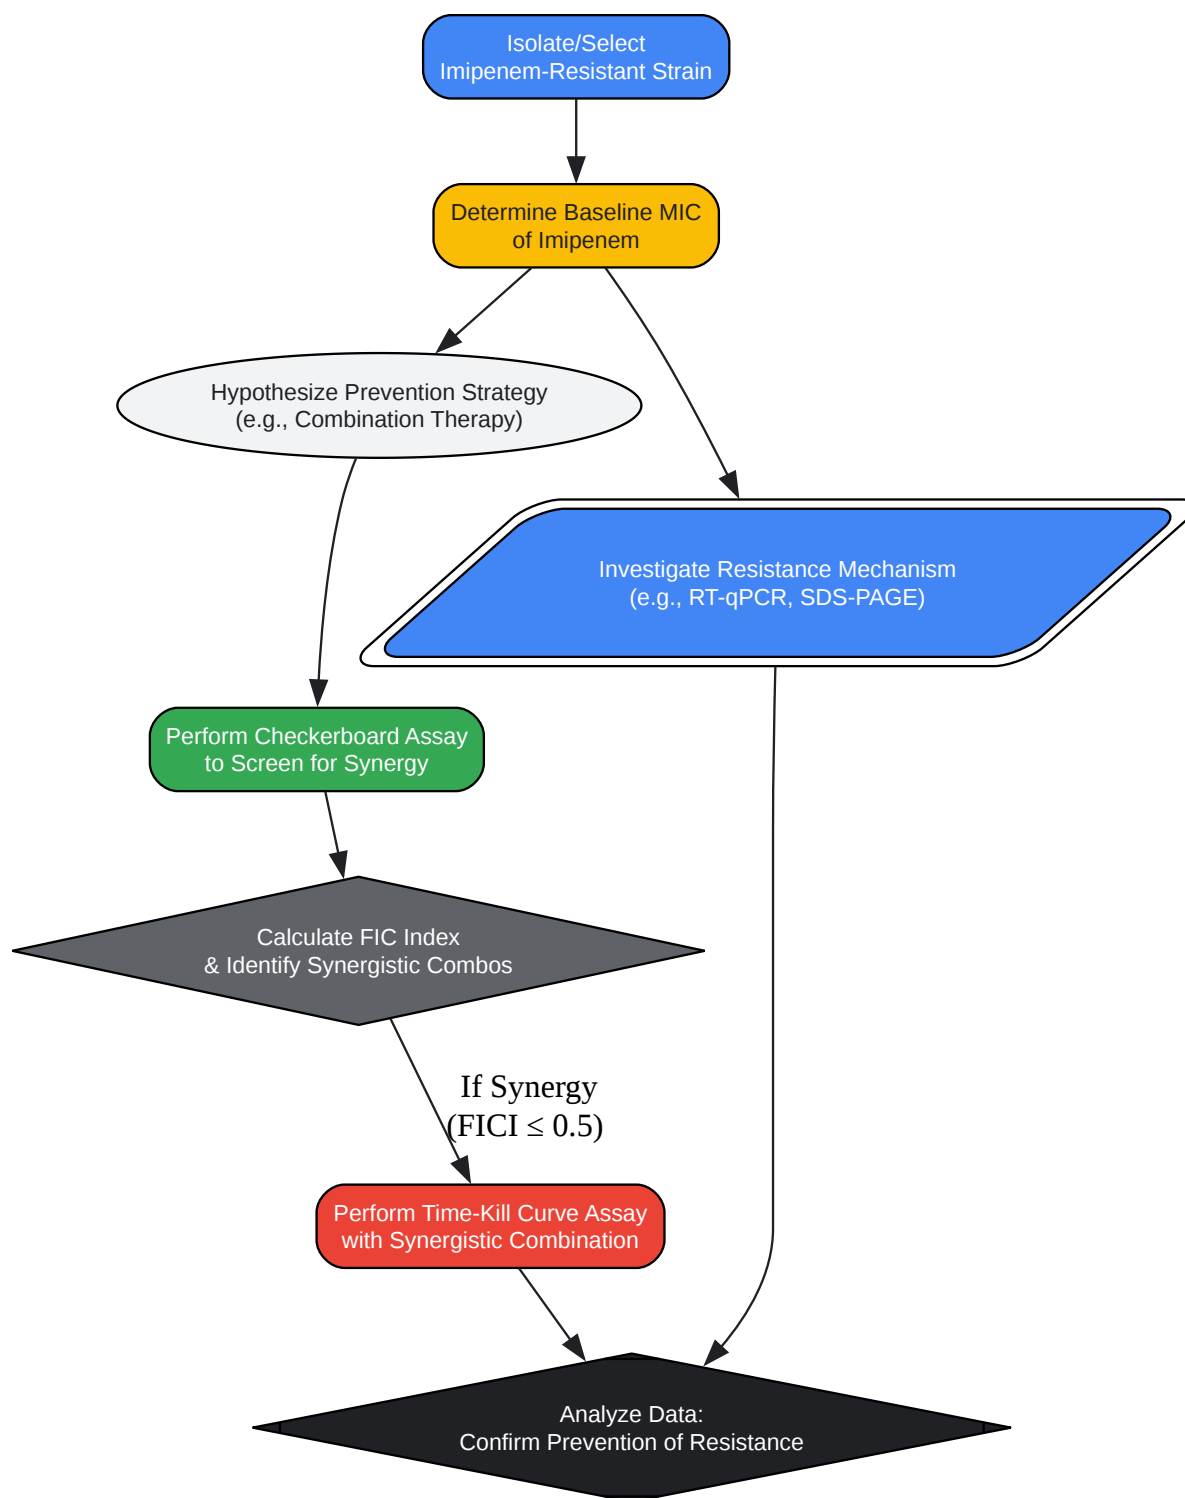 Isolate/Select
Imipenem-Resistant Strain
Determine Baseline MIC
of Imipenem
Hypothesize Prevention Strategy
(e.g., Combination Therapy)
Investigate Resistance Mechanism
(e.g., RT-qPCR, SDS-PAGE)
Perform Checkerboard Assay
to Screen for Synergy
Calculate FIC Index
& Identify Synergistic Combos
If Synergy
(FICI ≤ 0.5)
Perform Time-Kill Curve Assay
with Synergistic Combination
Analyze Data:
Confirm Prevention of Resistance